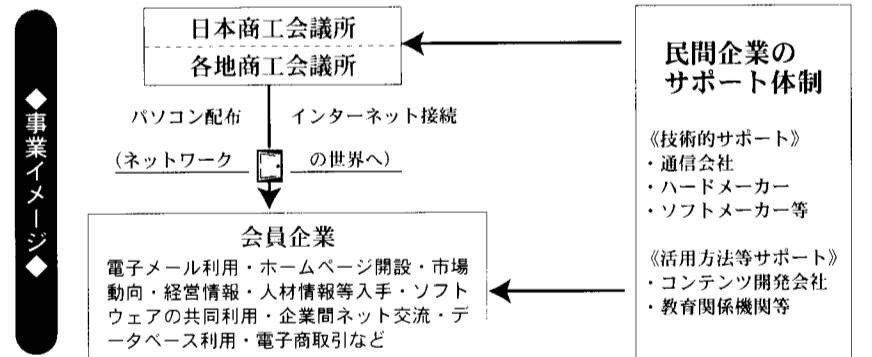 ◆事業イメージ◆
日本商工会議所
各地商工会議所
パソコン配布 インターネット接続
(ネットワーク の世界へ)
会員企業
電子メール利用・ホームページ開設・市場
動向・経営情報・人材情報等入手・ソフト
ウェアの共同利用・企業間ネット交流・デ
ータベース利用・電子商取引など
民間企業の
サポート体制
《技術的サポート》
・通信会社
・ハードメーカー
・ソフトメーカー等
《活用方法等サポート》
・コンテンツ開発会社
・教育関係機関等